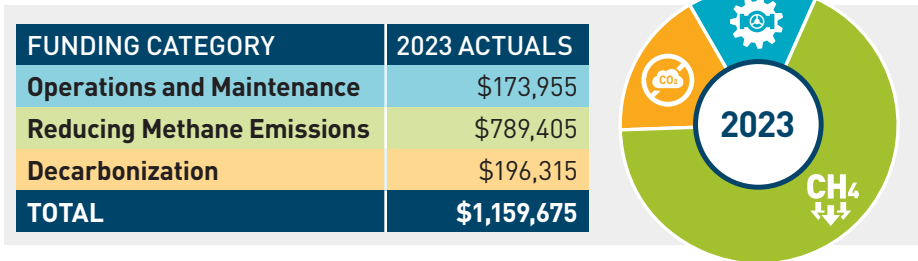 FUNDING CATEGORY 2023 ACTUALS
Operations and Maintenance $173,955
Reducing Methane Emissions $789,405
Decarbonization $196,315
TOTAL $1,159,675
CO₂
2023
CH₄